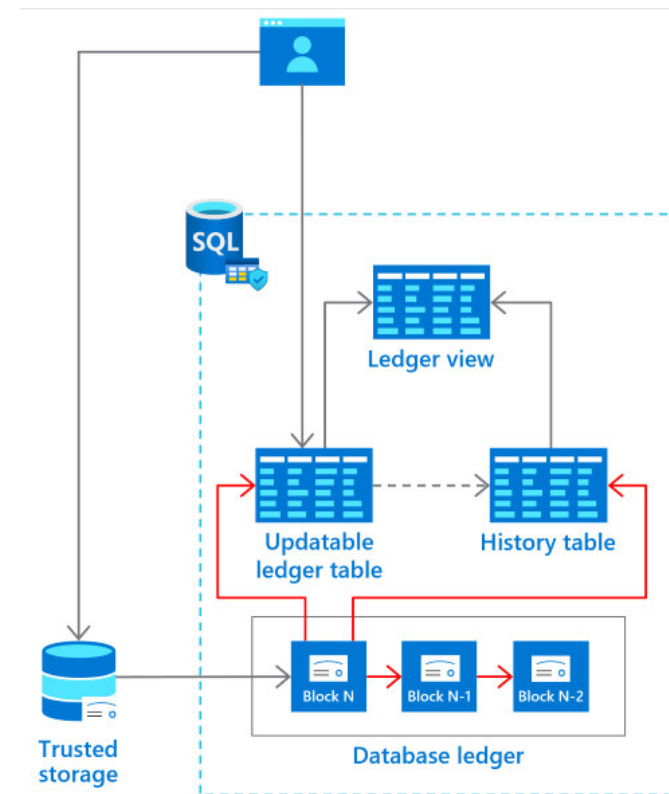 SQL
Ledger view
Updatable
ledger table
History table
Block N
Block N-1
Block N-2
Trusted
storage
Database ledger